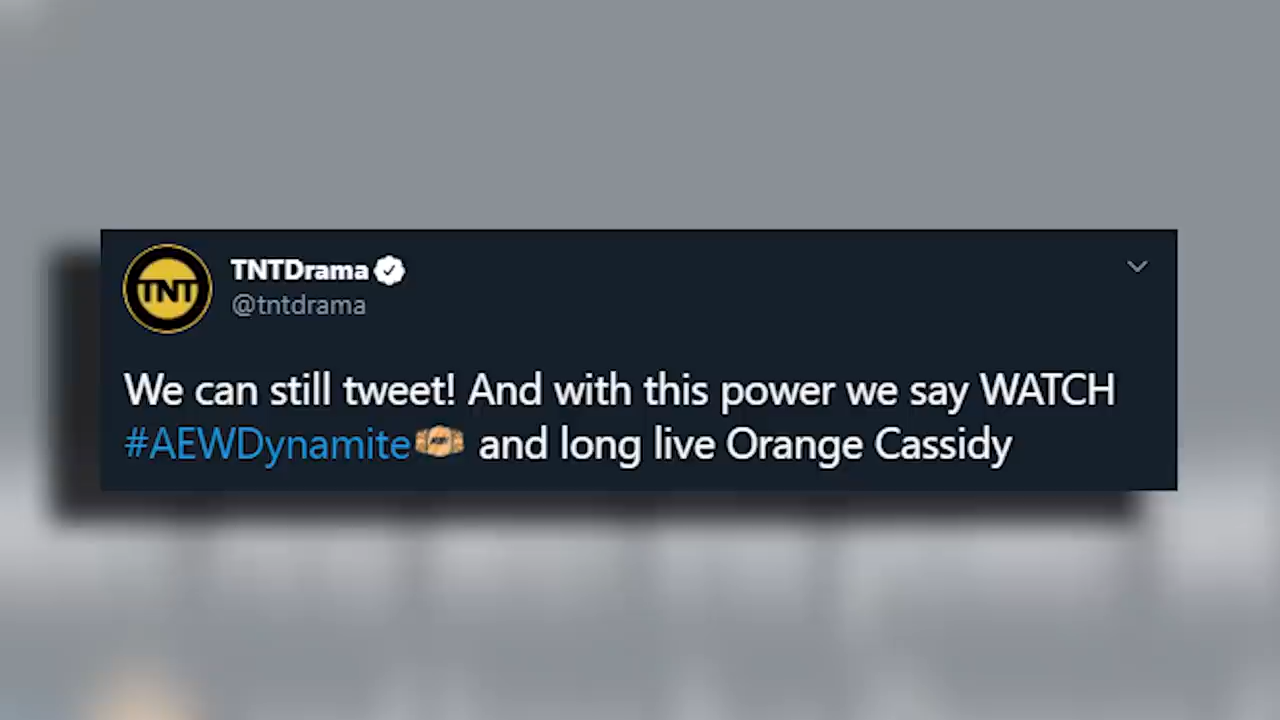 TNT
TNTDrama
@tntdrama
We can still tweet! And with this power we say WATCH
#AEWDynamite and long live Orange Cassidy